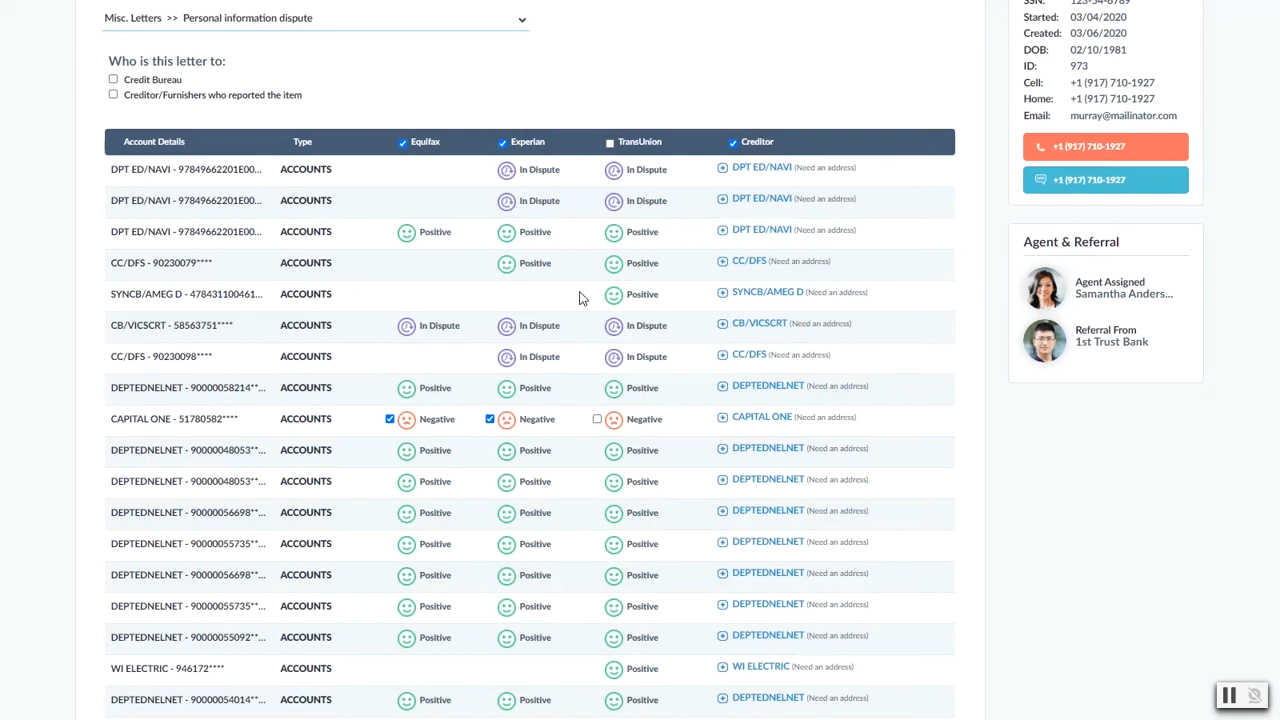 Misc. Letters >> Personal information dispute
Who is this letter to:
Credit Bureau
Creditor/Furnishers who reported the item
Account Details Type Equifax Experian TransUnion Creditor
DPT ED/NAVI - 97849662201E00... ACCOUNTS In Dispute In Dispute DPT ED/NAVI (Need an address)
DPT ED/NAVI - 97849662201E00... ACCOUNTS In Dispute In Dispute DPT ED/NAVI (Need an address)
DPT ED/NAVI - 97849662201E00... ACCOUNTS Positive Positive Positive DPT ED/NAVI (Need an address)
CC/DFS - 90230079**** ACCOUNTS Positive Positive CC/DFS (Need an address)
SYNCB/AMEG D - 478431100461... ACCOUNTS Positive SYNCB/AMEG D (Need an address)
CB/VICSCRT - 58563751**** ACCOUNTS In Dispute In Dispute In Dispute CB/VICSCRT (Need an address)
CC/DFS - 90230098**** ACCOUNTS In Dispute In Dispute CC/DFS (Need an address)
DEPTEDNELNET - 90000058214**... ACCOUNTS Positive Positive Positive DEPTEDNELNET (Need an address)
CAPITAL ONE - 51780582**** ACCOUNTS Negative Negative Negative CAPITAL ONE (Need an address)
DEPTEDNELNET - 90000048053**... ACCOUNTS Positive Positive Positive DEPTEDNELNET (Need an address)
DEPTEDNELNET - 90000048053**... ACCOUNTS Positive Positive Positive DEPTEDNELNET (Need an address)
DEPTEDNELNET - 90000056698**... ACCOUNTS Positive Positive Positive DEPTEDNELNET (Need an address)
DEPTEDNELNET - 90000055735**... ACCOUNTS Positive Positive Positive DEPTEDNELNET (Need an address)
DEPTEDNELNET - 90000056698**... ACCOUNTS Positive Positive Positive DEPTEDNELNET (Need an address)
DEPTEDNELNET - 90000055735**... ACCOUNTS Positive Positive Positive DEPTEDNELNET (Need an address)
DEPTEDNELNET - 90000055092**... ACCOUNTS Positive Positive Positive DEPTEDNELNET (Need an address)
WI ELECTRIC - 946172**** ACCOUNTS Positive WI ELECTRIC (Need an address)
DEPTEDNELNET - 90000054014**... ACCOUNTS Positive Positive Positive DEPTEDNELNET (Need an address)
SSN: 123-54-6789
Started: 03/04/2020
Created: 03/06/2020
DOB: 02/10/1981
ID: 973
Cell: +1 (917) 710-1927
Home: +1 (917) 710-1927
Email: murray@mailinator.com
+1 (917) 710-1927
+1 (917) 710-1927
Agent & Referral
Agent Assigned
Samantha Anders...
Referral From
1st Trust Bank